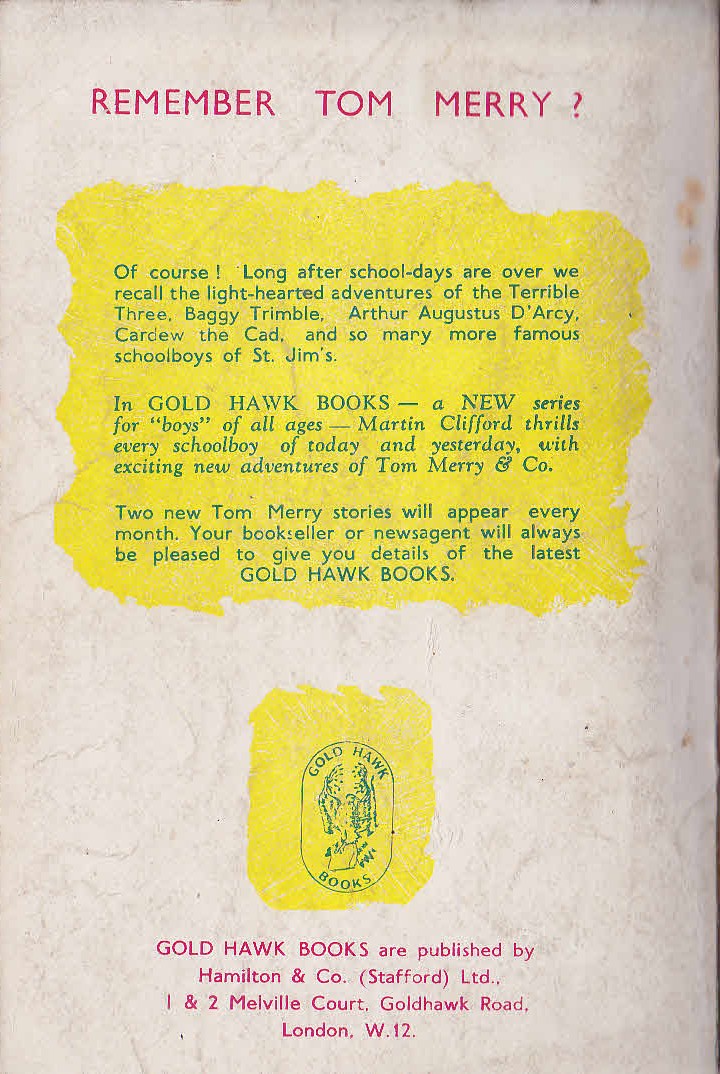 REMEMBER TOM MERRY ?
Of course ! Long after school-days are over we
recall the light-hearted adventures of the Terrible
Three, Baggy Trimble, Arthur Augustus D'Arcy,
Cardew the Cad, and so many more famous
schoolboys of St. Jim's.
In GOLD HAWK BOOKS — a NEW series
for "boys" of all ages — Martin Clifford thrills
every schoolboy of today and yesterday, with
exciting new adventures of Tom Merry & Co.
Two new Tom Merry stories will appear every
month. Your bookseller or newsagent will always
be pleased to give you details of the latest
GOLD HAWK BOOKS.
GOLD HAWK
BOOKS
GOLD HAWK BOOKS are published by
Hamilton & Co. (Stafford) Ltd.,
1 & 2 Melville Court, Goldhawk Road,
London, W.12.